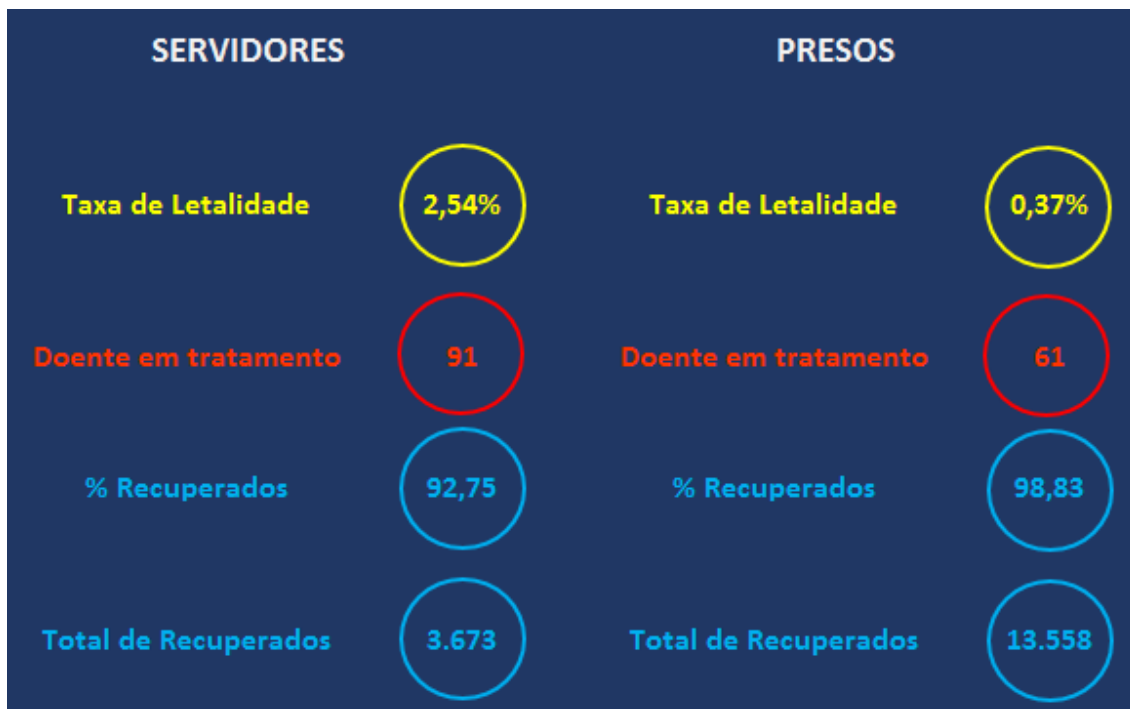 SERVIDORES
PRESOS
Taxa de Letalidade 2,54%
Taxa de Letalidade 0,37%
Doente em tratamento 91
Doente em tratamento 61
% Recuperados 92,75
% Recuperados 98,83
Total de Recuperados 3.673
Total de Recuperados 13.558